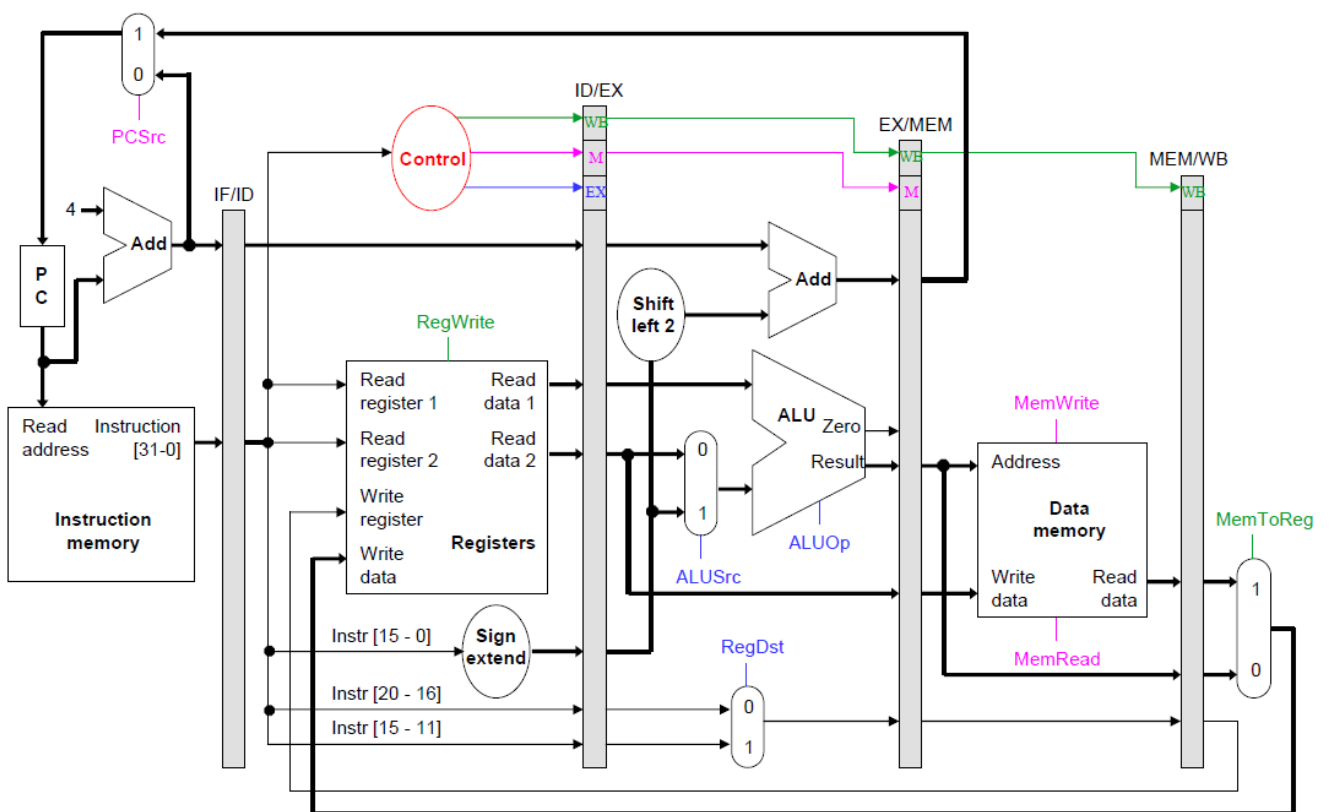 1
0
PCSrc
ID/EX
WB
M
EX
Control
EX/MEM
WB
M
MEM/WB
WB
IF/ID
4
Add
P
C
Add
Shift
left 2
RegWrite
Read
register 1
Read
data 1
Read
register 2
Read
data 2
Write
register
Write
data
Registers
Read
address
Instruction
[31-0]
Instruction
memory
0
1
ALUSrc
ALU
Zero
Result
ALUOp
MemWrite
Address
Data
memory
Write
data
Read
data
MemRead
MemToReg
1
0
Instr [15 - 0]
Sign
extend
RegDst
Instr [20 - 16]
0
Instr [15 - 11]
1